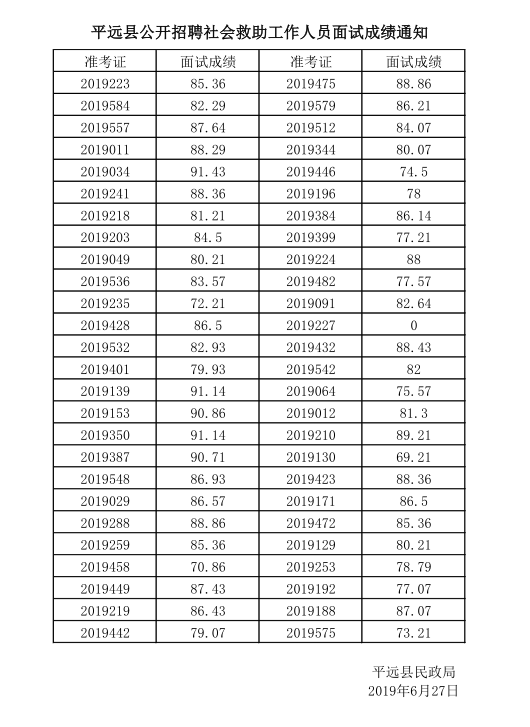 平远县公开招聘社会救助工作人员面试成绩通知
准考证 面试成绩 准考证 面试成绩
2019223 85.36 2019475 88.86
2019584 82.29 2019579 86.21
2019557 87.64 2019512 84.07
2019011 88.29 2019344 80.07
2019034 91.43 2019446 74.5
2019241 88.36 2019196 78
2019218 81.21 2019384 86.14
2019203 84.5 2019399 77.21
2019049 80.21 2019224 88
2019536 83.57 2019482 77.57
2019235 72.21 2019091 82.64
2019428 86.5 2019227 0
2019532 82.93 2019432 88.43
2019401 79.93 2019542 82
2019139 91.14 2019064 75.57
2019153 90.86 2019012 81.3
2019350 91.14 2019210 89.21
2019387 90.71 2019130 69.21
2019548 86.93 2019423 88.36
2019029 86.57 2019171 86.5
2019288 88.86 2019472 85.36
2019259 85.36 2019129 80.21
2019458 70.86 2019253 78.79
2019449 87.43 2019192 77.07
2019219 86.43 2019188 87.07
2019442 79.07 2019575 73.21
平远县民政局
2019年6月27日